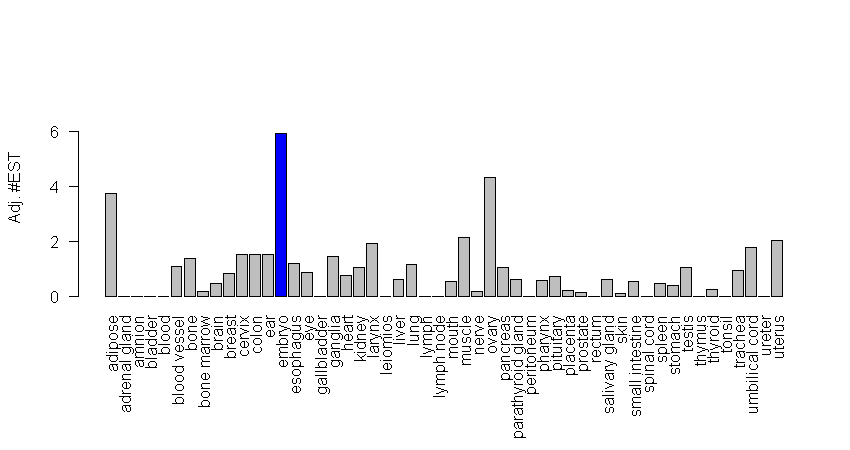 Adj. #EST
6
4
2
0
adipose
adrenal gland
amnion
bladder
blood
blood vessel
bone
bone marrow
brain
breast
cervix
colon
ear
embryo
esophagus
eye
gallbladder
ganglia
heart
kidney
larynx
leiomios
liver
lung
lymph
lymph node
mouth
muscle
nerve
ovary
pancreas
parathyroid gland
peritoneum
pharynx
pituitary
placenta
prostate
rectum
salivary gland
skin
small intestine
spinal cord
spleen
stomach
testis
thymus
thyroid
tonsil
trachea
umbilical cord
ureter
uterus